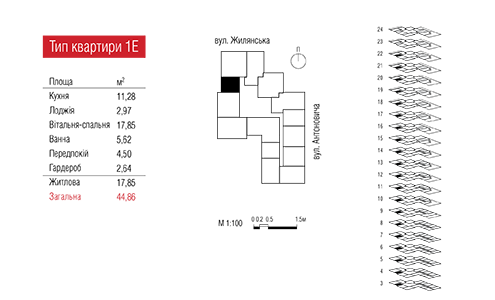 Тип квартири 1Е
Площа м²
Кухня 11,28
Лоджія 2,97
Вітальня-спальня 17,85
Ванна 5,62
Передпокій 4,50
Гардероб 2,64
Житлова 17,85
Загальна 44,86
вул. Жилянська
П
вул. Антоновича
М 1:100
0 0.2 0.5 1.5м
24
23
22
21
20
19
18
17
16
15
14
13
12
11
10
9
8
7
6
5
4
3